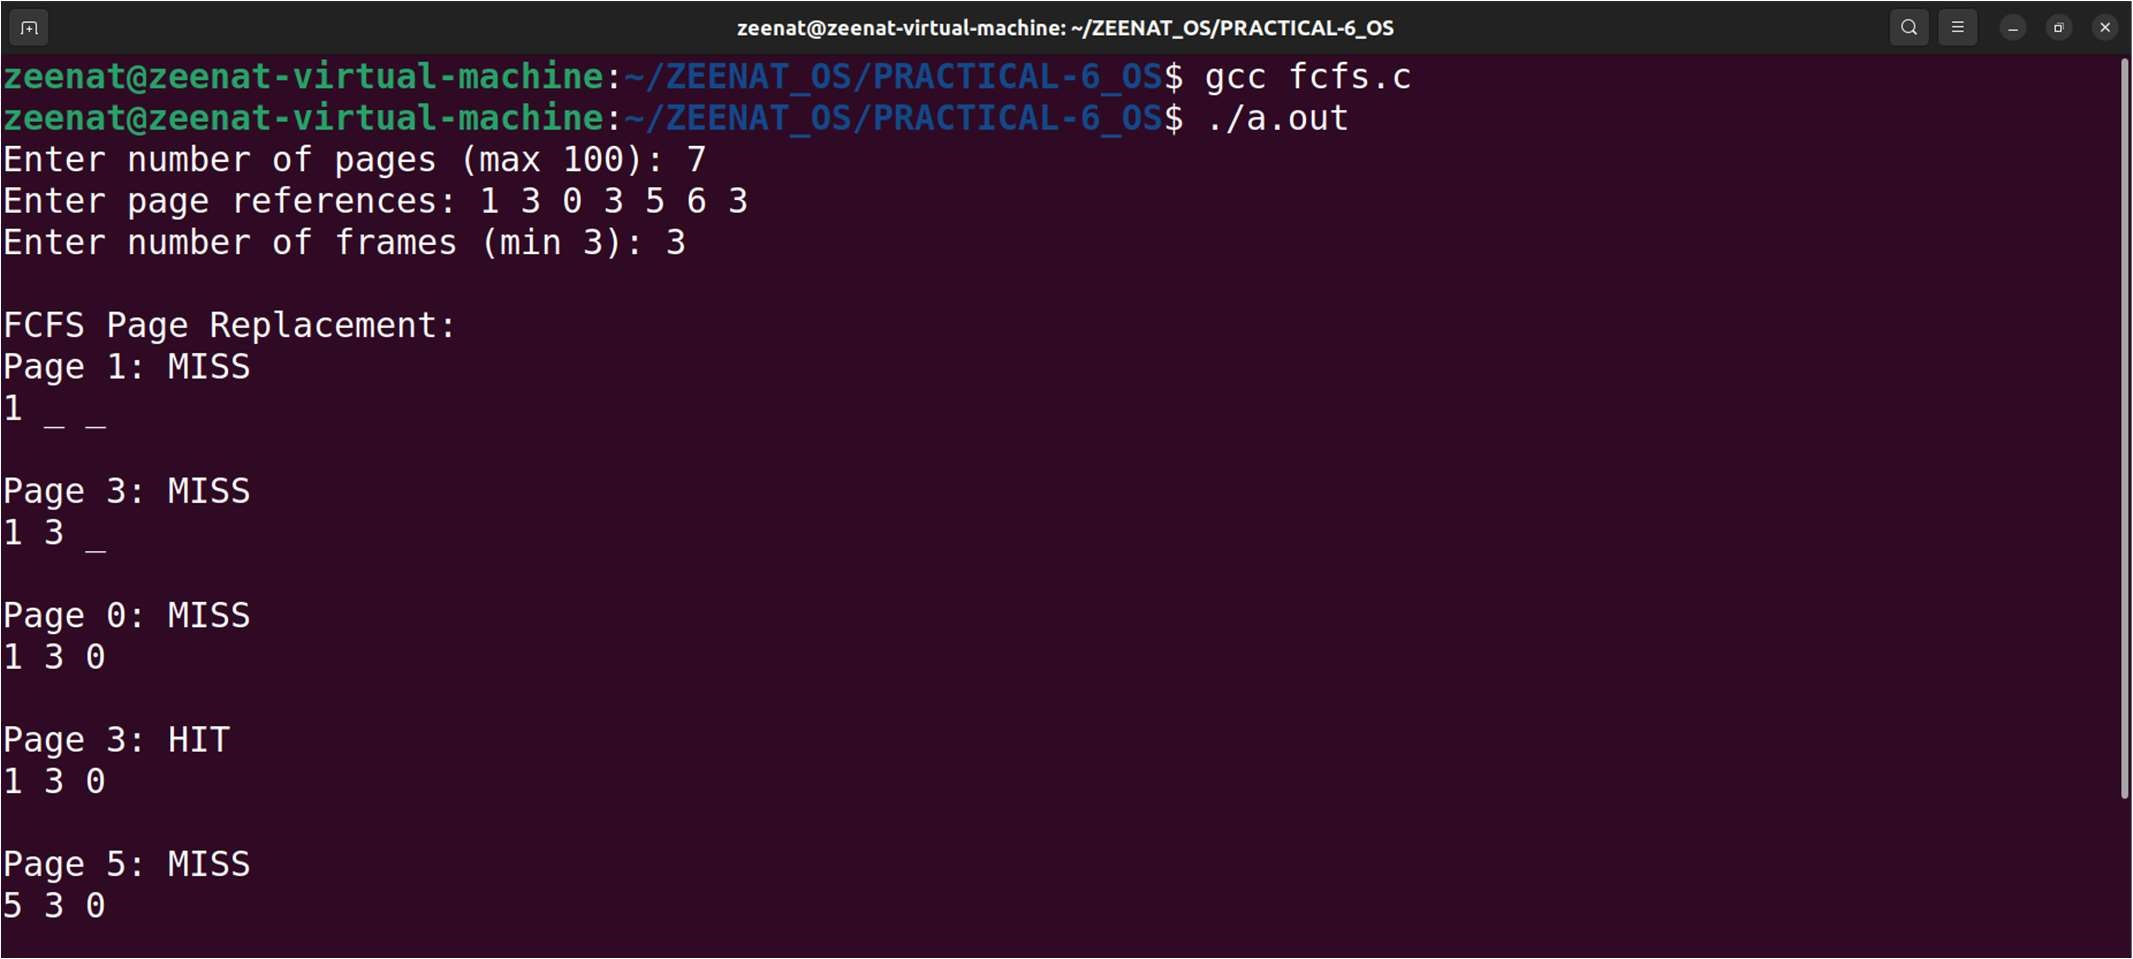 zeenat@zeenat-virtual-machine: ~/ZEENAT_OS/PRACTICAL-6_OS
zeenat@zeenat-virtual-machine:~/ZEENAT_OS/PRACTICAL-6_OS$ gcc fcfs.c
zeenat@zeenat-virtual-machine:~/ZEENAT_OS/PRACTICAL-6_OS$ ./a.out
Enter number of pages (max 100): 7
Enter page references: 1 3 0 3 5 6 3
Enter number of frames (min 3): 3
FCFS Page Replacement:
Page 1: MISS
1 _ _
Page 3: MISS
1 3 _
Page 0: MISS
1 3 0
Page 3: HIT
1 3 0
Page 5: MISS
5 3 0